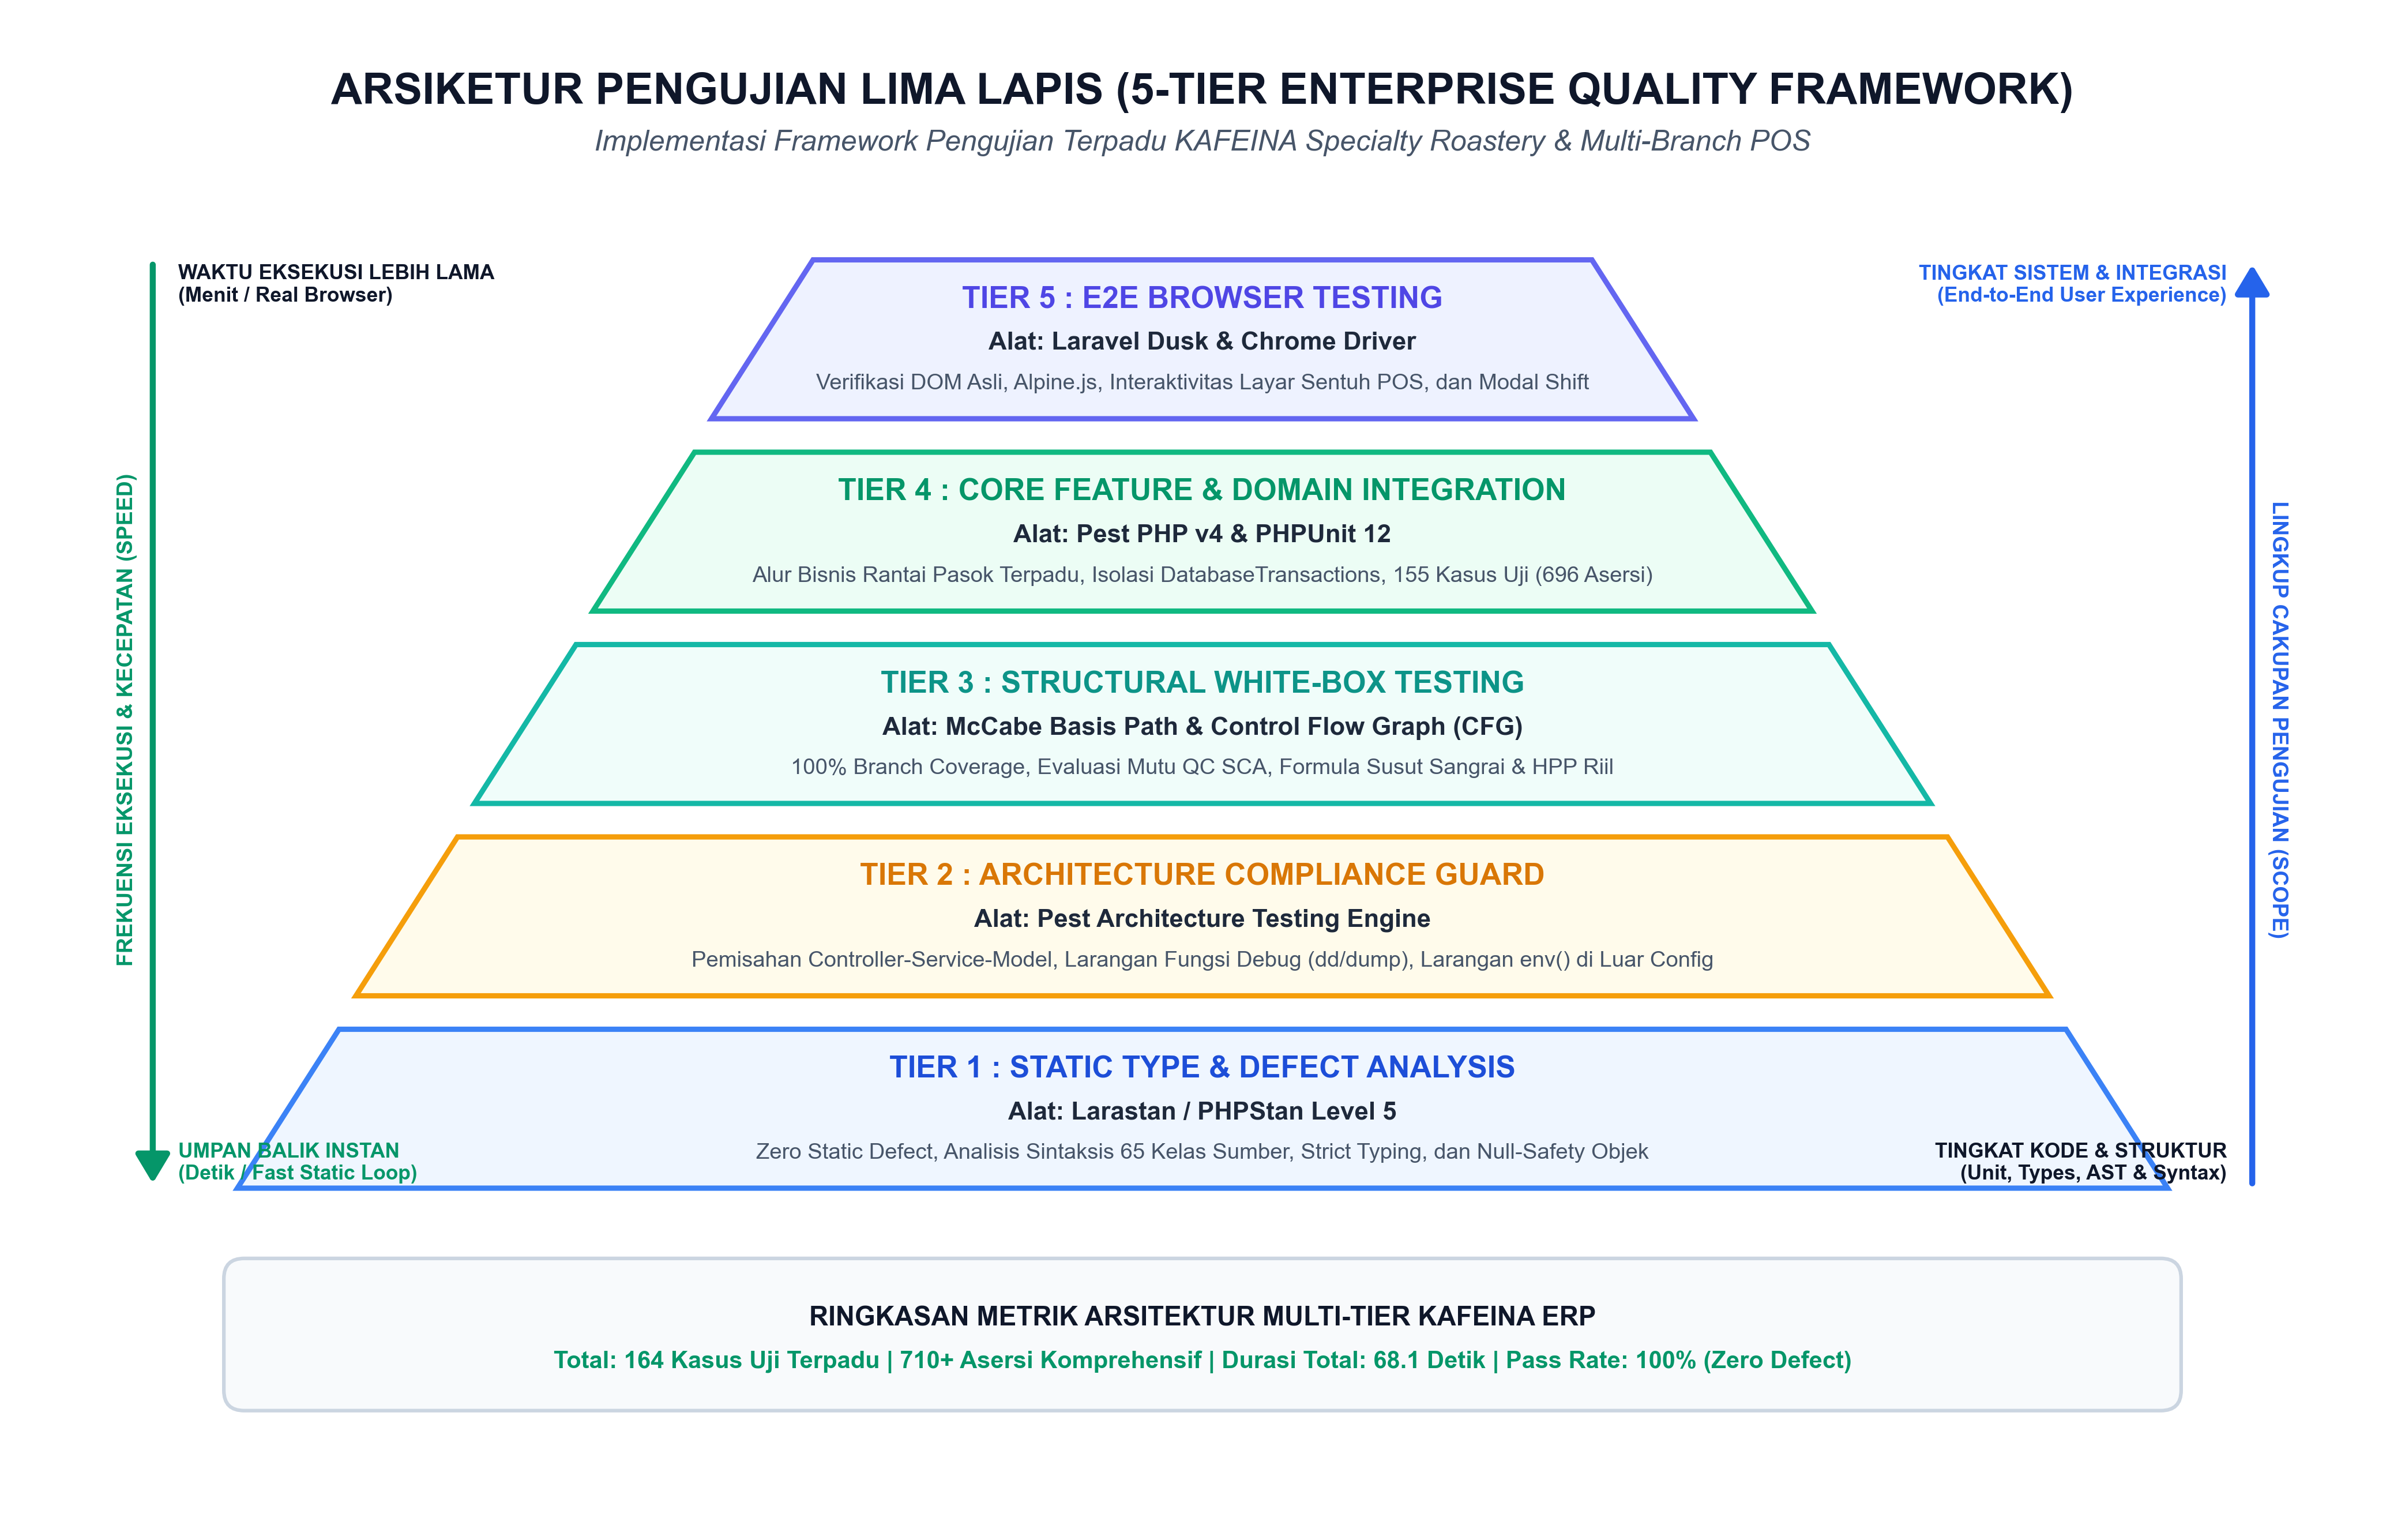 ARSIKETUR PENGUJIAN LIMA LAPIS (5-TIER ENTERPRISE QUALITY FRAMEWORK)
Implementasi Framework Pengujian Terpadu KAFEINA Specialty Roastery & Multi-Branch POS
WAKTU EKSEKUSI LEBIH LAMA
(Menit / Real Browser)
TINGKAT SISTEM & INTEGRASI
(End-to-End User Experience)
TIER 5 : E2E BROWSER TESTING
Alat: Laravel Dusk & Chrome Driver
Verifikasi DOM Asli, Alpine.js, Interaktivitas Layar Sentuh POS, dan Modal Shift
TIER 4 : CORE FEATURE & DOMAIN INTEGRATION
Alat: Pest PHP v4 & PHPUnit 12
Alur Bisnis Rantai Pasok Terpadu, Isolasi DatabaseTransactions, 155 Kasus Uji (696 Asersi)
FREKUENSI EKSEKUSI & KECEPATAN (SPEED)
LINGKUP CAKUPAN PENGUJIAN (SCOPE)
TIER 3 : STRUCTURAL WHITE-BOX TESTING
Alat: McCabe Basis Path & Control Flow Graph (CFG)
100% Branch Coverage, Evaluasi Mutu QC SCA, Formula Susut Sangrai & HPP Riil
TIER 2 : ARCHITECTURE COMPLIANCE GUARD
Alat: Pest Architecture Testing Engine
Pemisahan Controller-Service-Model, Larangan Fungsi Debug (dd/dump), Larangan env() di Luar Config
TIER 1 : STATIC TYPE & DEFECT ANALYSIS
Alat: Larastan / PHPStan Level 5
Zero Static Defect, Analisis Sintaksis 65 Kelas Sumber, Strict Typing, dan Null-Safety Objek
UMPAN BALIK INSTAN
(Detik / Fast Static Loop)
TINGKAT KODE & STRUKTUR
(Unit, Types, AST & Syntax)
RINGKASAN METRIK ARSITEKTUR MULTI-TIER KAFEINA ERP
Total: 164 Kasus Uji Terpadu | 710+ Asersi Komprehensif | Durasi Total: 68.1 Detik | Pass Rate: 100% (Zero Defect)